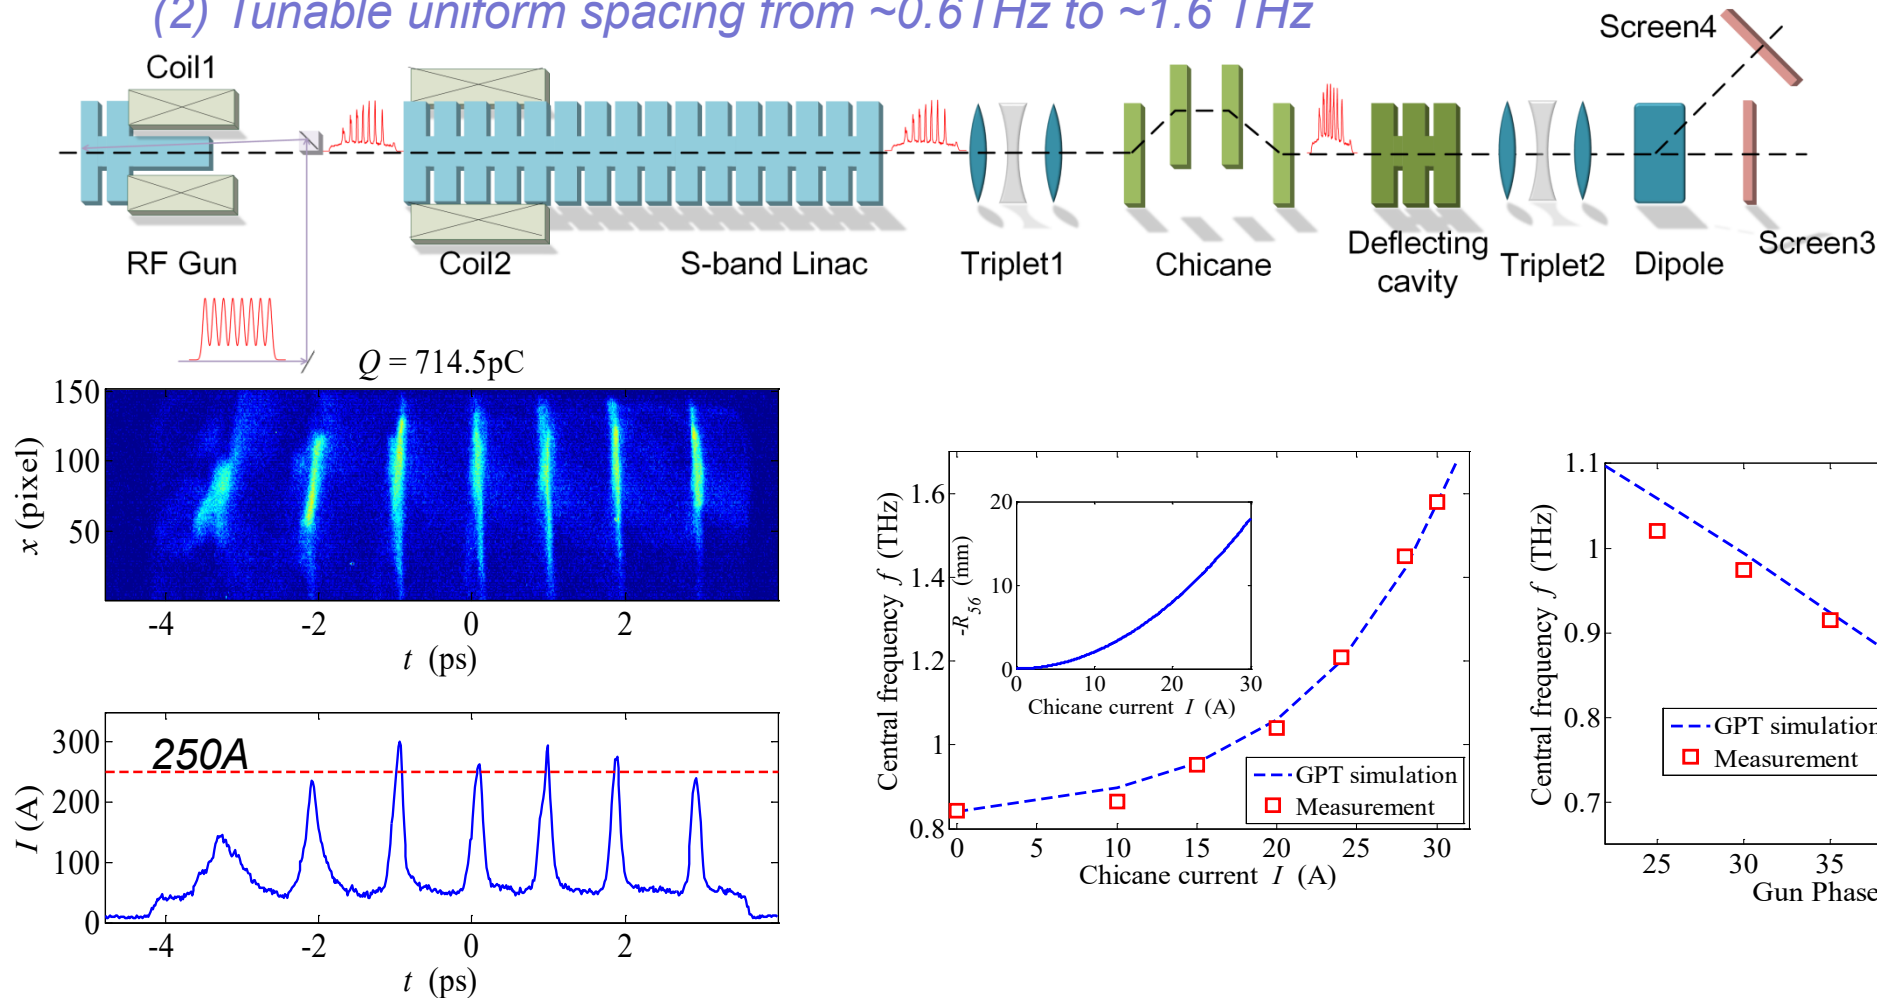 (2) Tunable uniform spacing from ~0.6THz to ~1.6 THz
Screen4
Coil1
RF Gun
Coil2
S-band Linac
Triplet1
Chicane
Deflecting
cavity
Triplet2
Dipole
Screen3
Q = 714.5pC
150
100
50
x (pixel)
-4 -2 0 2
t (ps)
300
200
100
0
I (A)
250A
-4 -2 0 2
t (ps)
1.6
1.4
1.2
1
0.8
Central frequency f (THz)
20
10
0
-R56 (mm)
0 10 20 30
Chicane current I (A)
GPT simulation
Measurement
0 5 10 15 20 25 30
Chicane current I (A)
1.1
1
0.9
0.8
0.7
Central frequency f (THz)
GPT simulation
Measurement
25 30 35
Gun Phase